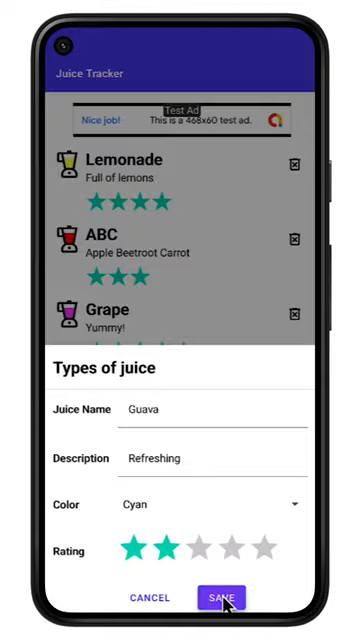 Juice Tracker
Test Ad
Nice job! This is a 468x60 test ad.
Lemonade
Full of lemons
ABC
Apple Beetroot Carrot
Grape
Yummy!
Types of juice
Juice Name Guava
Description Refreshing
Color Cyan
Rating
CANCEL SAVE